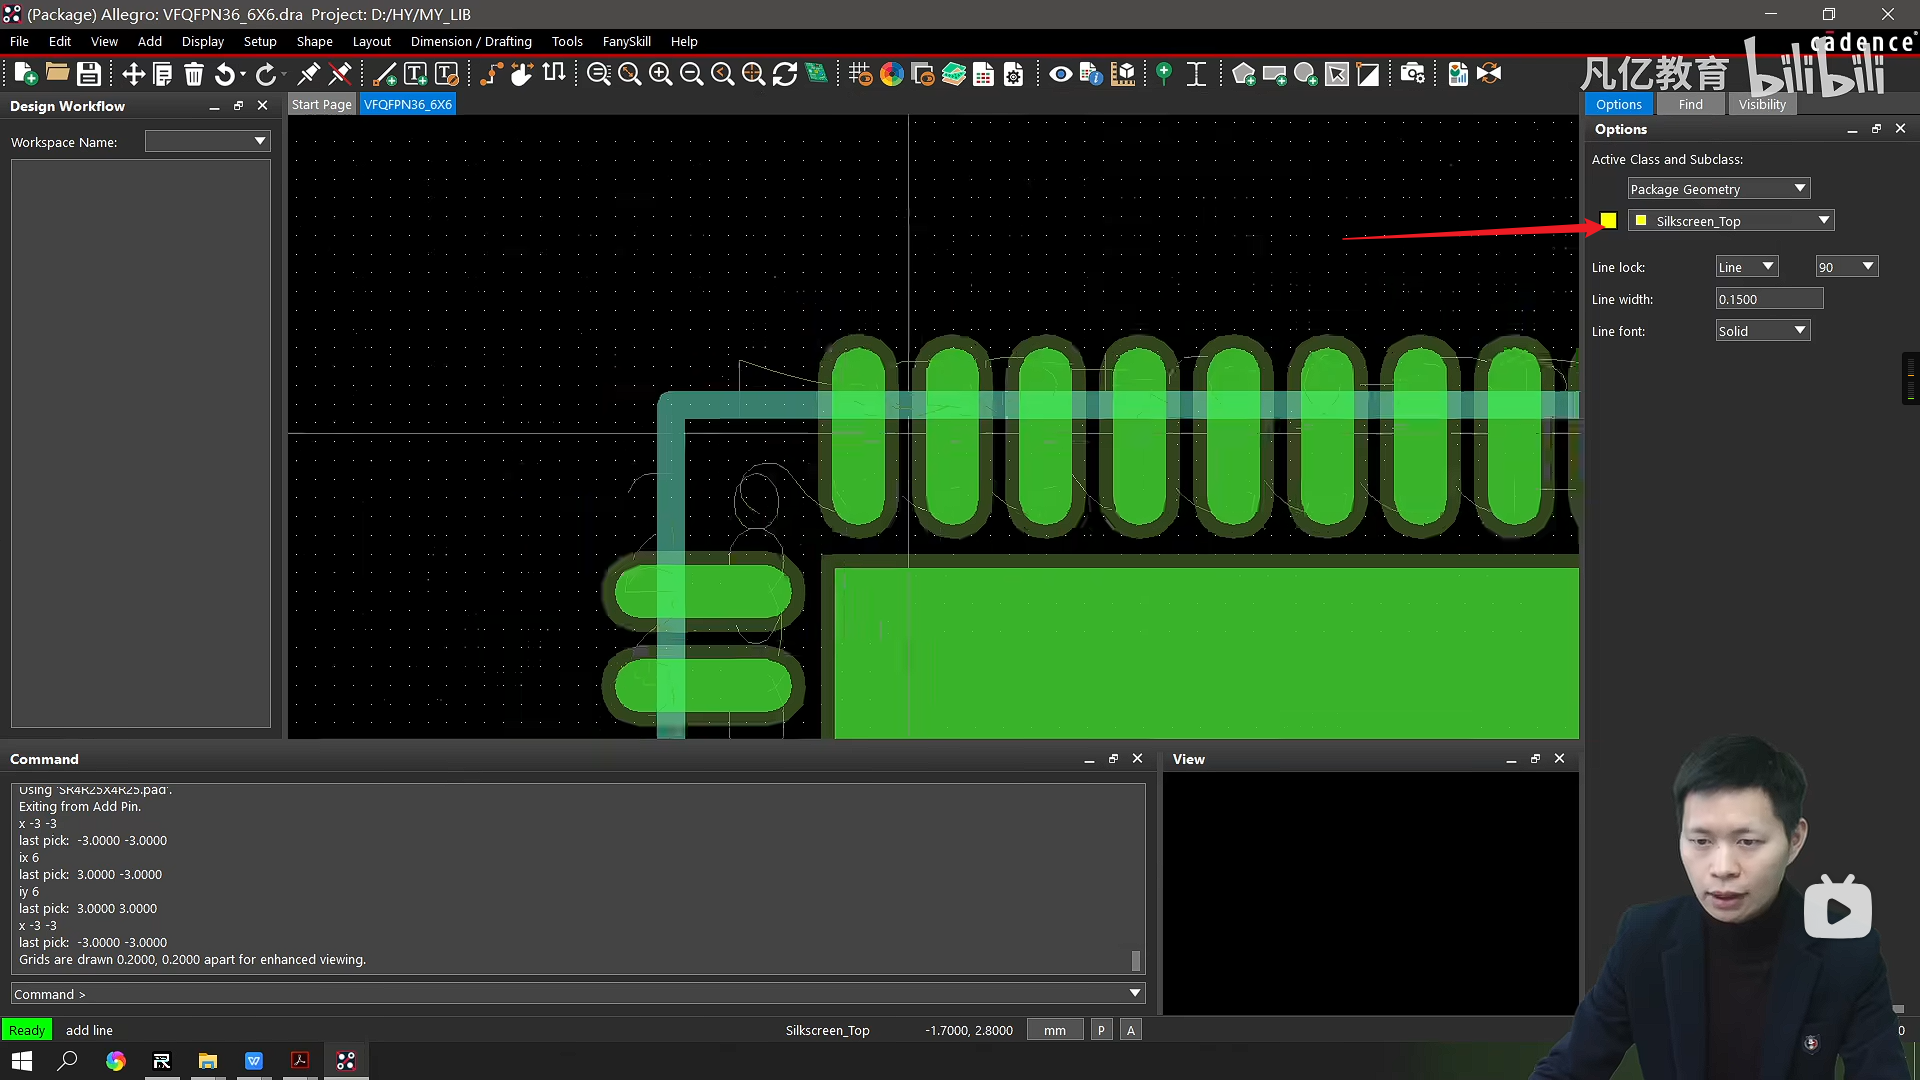 (Package) Allegro: VFQFPN36_6X6.dra Project: D:/HY/MY_LIB
File Edit View Add Display Setup Shape Layout Dimension / Drafting Tools FanySkill Help
cadence
凡亿教育 bilibili
Design Workflow
Start Page VFQFPN36_6X6
Options Find Visibility
Options
Workspace Name:
Active Class and Subclass:
Package Geometry
Silkscreen_Top
Line lock: Line 90
Line width: 0.1500
Line font: Solid
Command
View
Using 'SR4R25X4R25.pad'.
Exiting from Add Pin.
x -3 -3
last pick: -3.0000 -3.0000
ix 6
last pick: 3.0000 -3.0000
iy 6
last pick: 3.0000 3.0000
x -3 -3
last pick: -3.0000 -3.0000
Grids are drawn 0.2000, 0.2000 apart for enhanced viewing.
Command >
Ready add line Silkscreen_Top -1.7000, 2.8000 mm P A 0